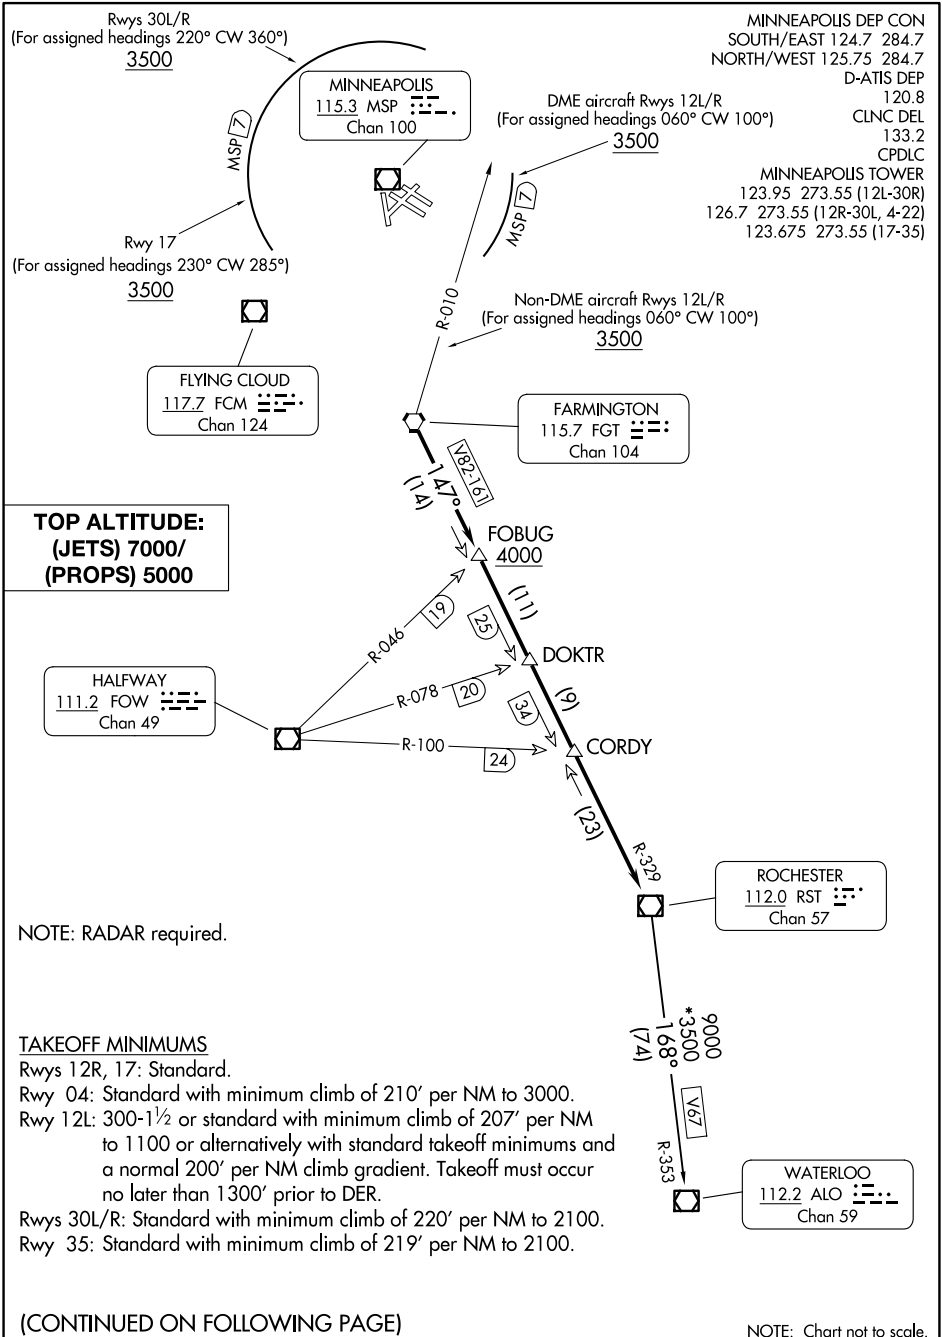 Rwys 30L/R
(For assigned headings 220° CW 360°)
3500
MINNEAPOLIS DEP CON
SOUTH/EAST 124.7 284.7
NORTH/WEST 125.75 284.7
D-ATIS DEP
120.8
CLNC DEL
133.2
CPDLC
MINNEAPOLIS TOWER
123.95 273.55 (12L-30R)
126.7 273.55 (12R-30L, 4-22)
123.675 273.55 (17-35)
MINNEAPOLIS
115.3 MSP
Chan 100
MSP 7
DME aircraft Rwys 12L/R
(For assigned headings 060° CW 100°)
3500
MSP 7
Rwy 17
(For assigned headings 230° CW 285°)
3500
R-010
Non-DME aircraft Rwys 12L/R
(For assigned headings 060° CW 100°)
3500
FLYING CLOUD
117.7 FCM
Chan 124
FARMINGTON
115.7 FGT
Chan 104
V82-161
147°
(14)
TOP ALTITUDE:
(JETS) 7000/
(PROPS) 5000
FOBUG
4000
(11)
R-046
19
25
DOKTR
HALFWAY
111.2 FOW
Chan 49
R-078
20
(9)
34
R-100
24
CORDY
(23)
R-329
ROCHESTER
112.0 RST
Chan 57
NOTE: RADAR required.
9000
*3500
168°
(74)
V67
R-353
WATERLOO
112.2 ALO
Chan 59
TAKEOFF MINIMUMS
Rwys 12R, 17: Standard.
Rwy 04: Standard with minimum climb of 210' per NM to 3000.
Rwy 12L: 300-1½ or standard with minimum climb of 207' per NM
to 1100 or alternatively with standard takeoff minimums and
a normal 200' per NM climb gradient. Takeoff must occur
no later than 1300' prior to DER.
Rwys 30L/R: Standard with minimum climb of 220' per NM to 2100.
Rwy 35: Standard with minimum climb of 219' per NM to 2100.
(CONTINUED ON FOLLOWING PAGE)
NOTE: Chart not to scale.